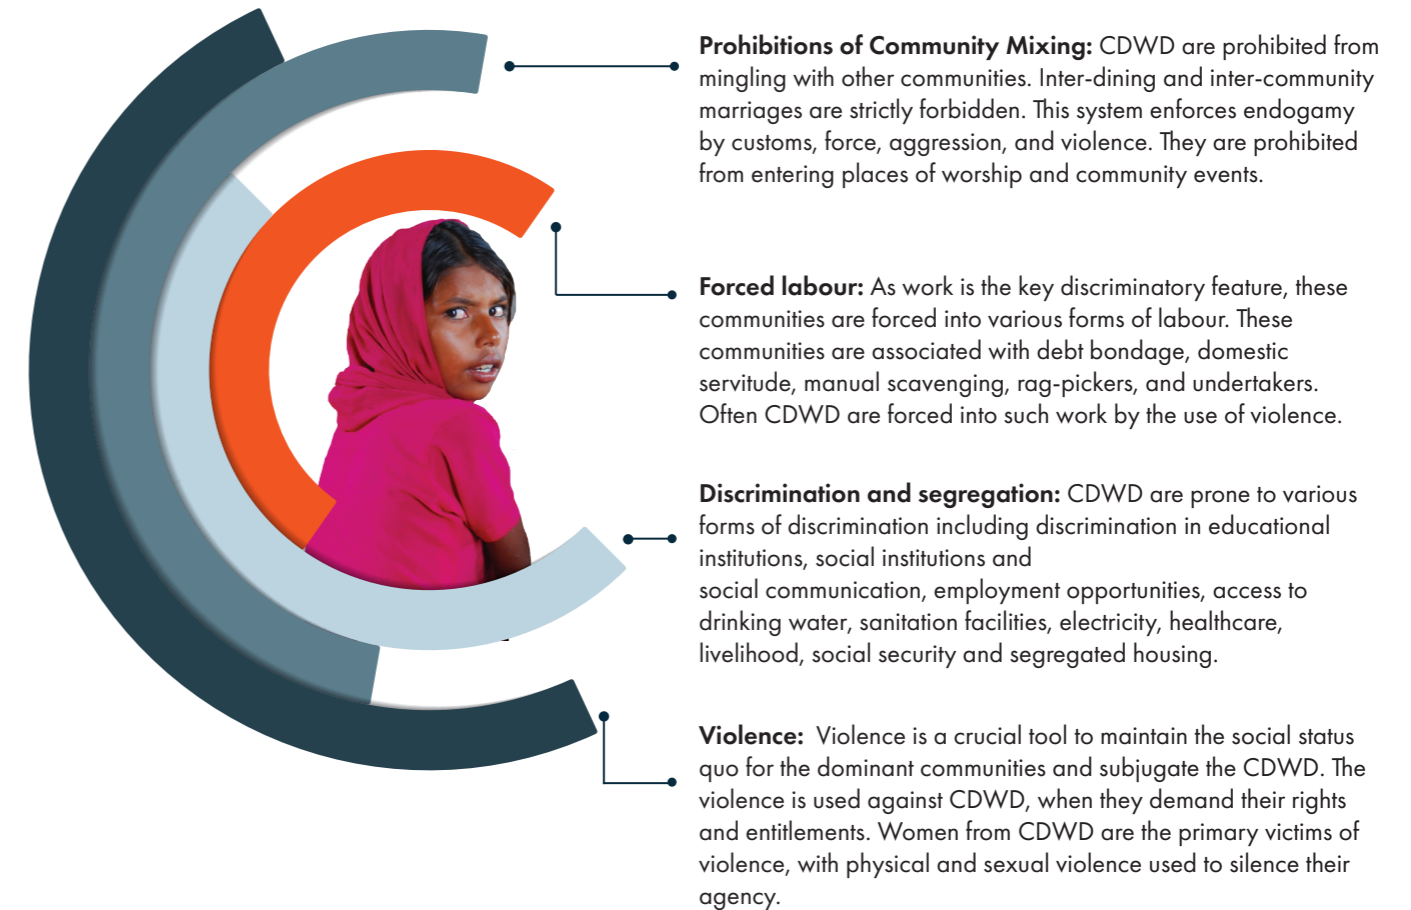 Prohibitions of Community Mixing: CDWD are prohibited from
mingling with other communities. Inter-dining and inter-community
marriages are strictly forbidden. This system enforces endogamy
by customs, force, aggression, and violence. They are prohibited
from entering places of worship and community events.
Forced labour: As work is the key discriminatory feature, these
communities are forced into various forms of labour. These
communities are associated with debt bondage, domestic
servitude, manual scavenging, rag-pickers, and undertakers.
Often CDWD are forced into such work by the use of violence.
Discrimination and segregation: CDWD are prone to various
forms of discrimination including discrimination in educational
institutions, social institutions and
social communication, employment opportunities, access to
drinking water, sanitation facilities, electricity, healthcare,
livelihood, social security and segregated housing.
Violence: Violence is a crucial tool to maintain the social status
quo for the dominant communities and subjugate the CDWD. The
violence is used against CDWD, when they demand their rights
and entitlements. Women from CDWD are the primary victims of
violence, with physical and sexual violence used to silence their
agency.